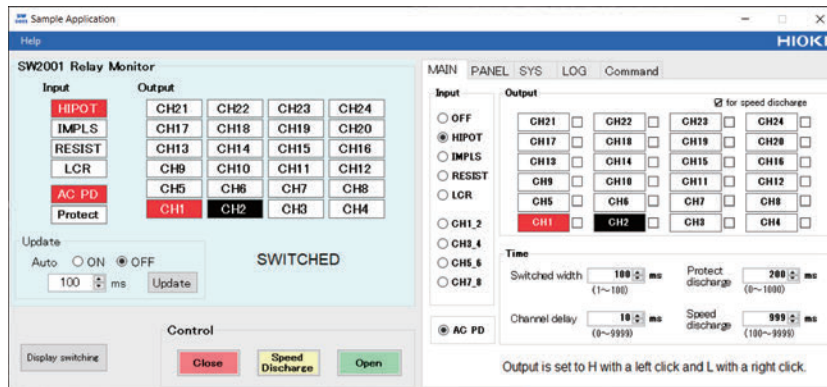 SW2001 Sample Application
Help HIOKI
SW2001 Relay Monitor
Input Output
HIPOT CH21 CH22 CH23 CH24
IMPLS CH17 CH18 CH19 CH20
RESIST CH13 CH14 CH15 CH16
LCR CH9 CH10 CH11 CH12
AC PD CH5 CH6 CH7 CH8
Protect CH1 CH2 CH3 CH4
Update
Auto ON OFF
100 ms Update
SWITCHED
Display switching
Control
Close Speed Discharge Open
MAIN PANEL SYS LOG Command
Input Output
for speed discharge
OFF CH21 CH22 CH23 CH24
HIPOT CH17 CH18 CH19 CH20
IMPLS CH13 CH14 CH15 CH16
RESIST CH9 CH10 CH11 CH12
LCR CH5 CH6 CH7 CH8
CH1 CH2 CH3 CH4
CH1_2
CH3_4
CH5_6
CH7_8
AC PD
Time
Switched width 100 ms Protect discharge 200 ms
(1~100) (0~1000)
Channel delay 10 ms Speed discharge 999 ms
(0~9999) (100~9999)
Output is set to H with a left click and L with a right click.